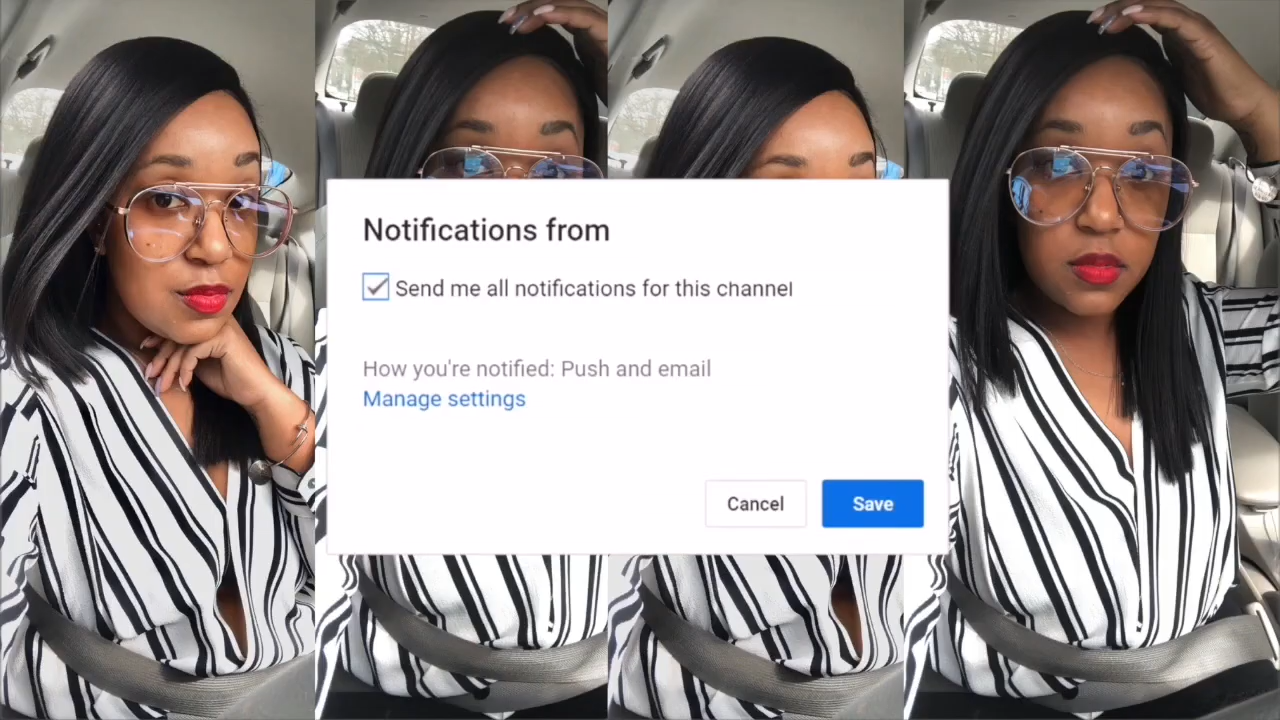 Notifications from
Send me all notifications for this channel
How you're notified: Push and email
Manage settings
Cancel
Save